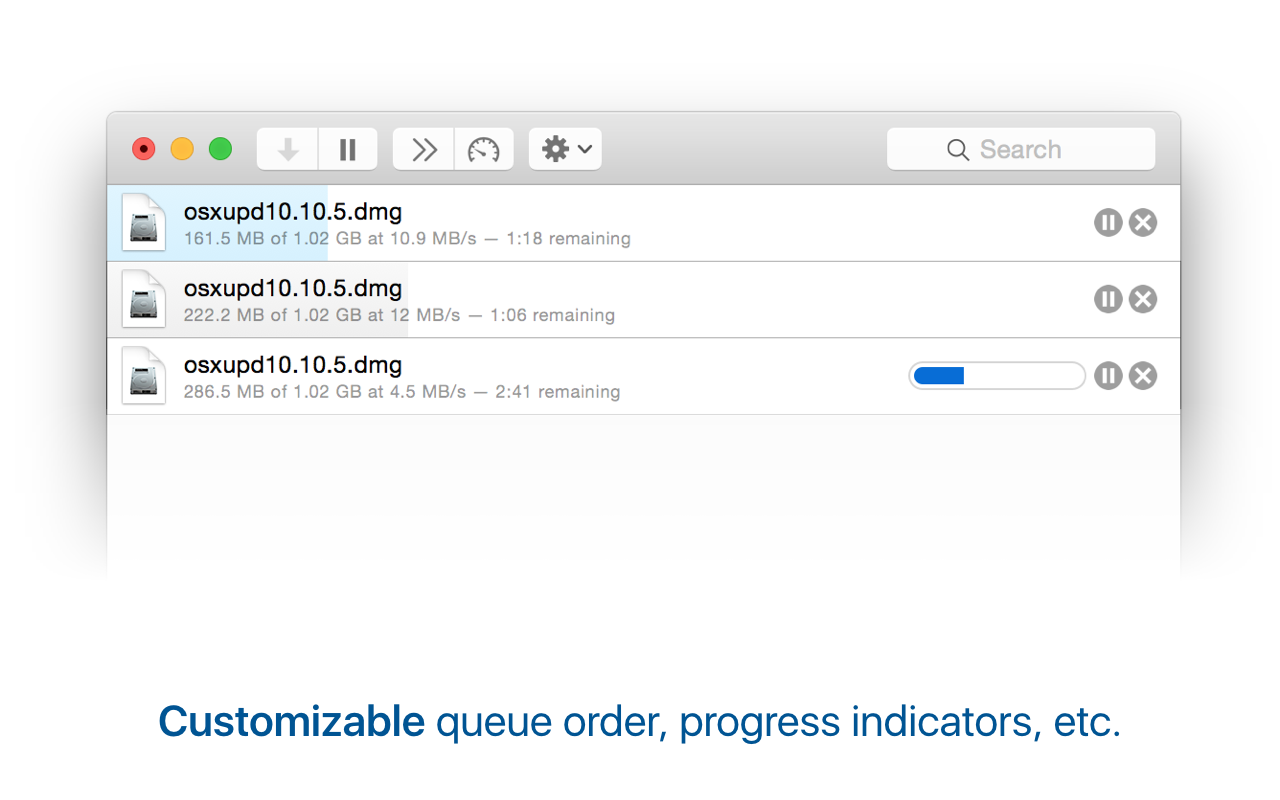 Search
osxupd10.10.5.dmg
161.5 MB of 1.02 GB at 10.9 MB/s — 1:18 remaining
osxupd10.10.5.dmg
222.2 MB of 1.02 GB at 12 MB/s — 1:06 remaining
osxupd10.10.5.dmg
286.5 MB of 1.02 GB at 4.5 MB/s — 2:41 remaining
Customizable queue order, progress indicators, etc.